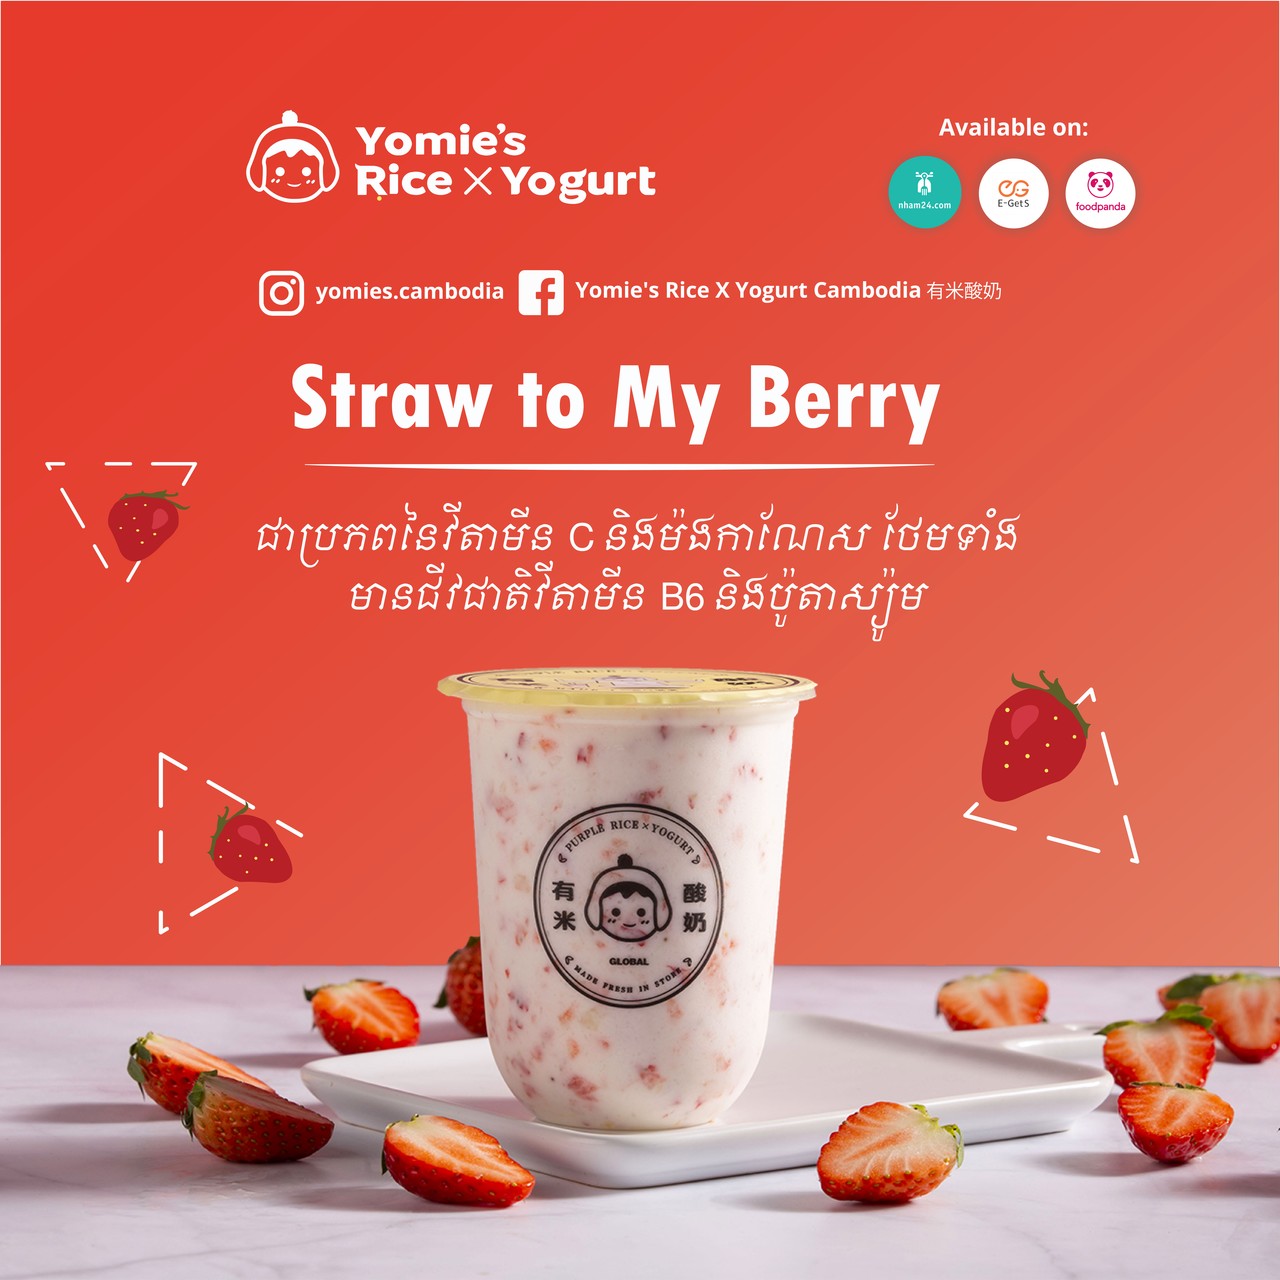 Yomie's
Rice X Yogurt
Available on:
nham24.com
E-GetS
foodpanda
yomies.cambodia
Yomie's Rice X Yogurt Cambodia 有米酸奶
Straw to My Berry
ជាប្រភពនៃវីតាមីន C និងម៉ងកាណែស ថែមទាំង
មានជីវជាតិវីតាមីន B6 និងប៉ូតាស្យ៉ូម
PURPLE RICE × YOGURT
有米
酸奶
GLOBAL
MADE FRESH IN STORE